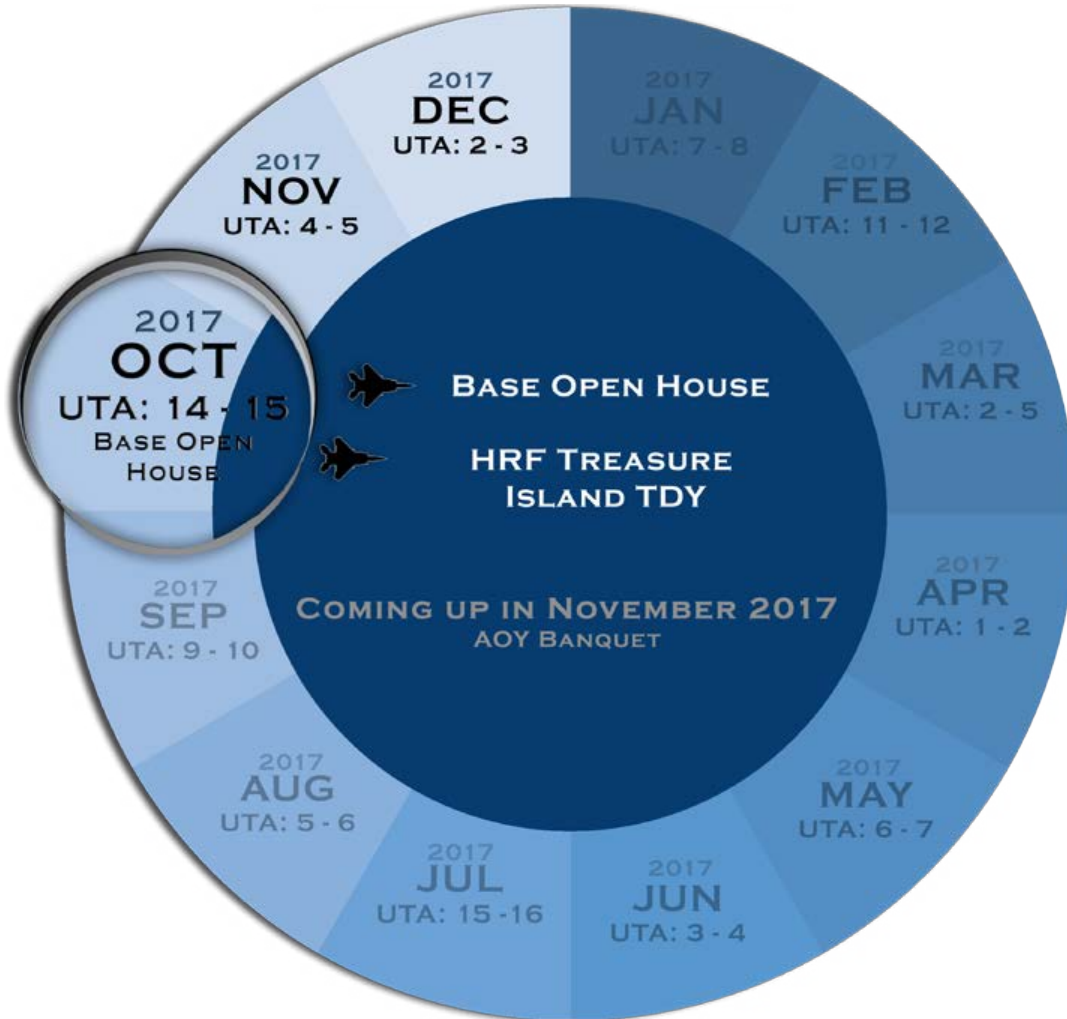 2017
JAN
UTA: 7 - 8
2017
FEB
UTA: 11 - 12
2017
MAR
UTA: 2 - 5
2017
APR
UTA: 1 - 2
2017
MAY
UTA: 6 - 7
2017
JUN
UTA: 3 - 4
2017
JUL
UTA: 15 -16
2017
AUG
UTA: 5 - 6
2017
SEP
UTA: 9 - 10
2017
OCT
UTA: 14 - 15
BASE OPEN
HOUSE
2017
NOV
UTA: 4 - 5
2017
DEC
UTA: 2 - 3
BASE OPEN HOUSE
HRF TREASURE
ISLAND TDY
COMING UP IN NOVEMBER 2017
AOY BANQUET